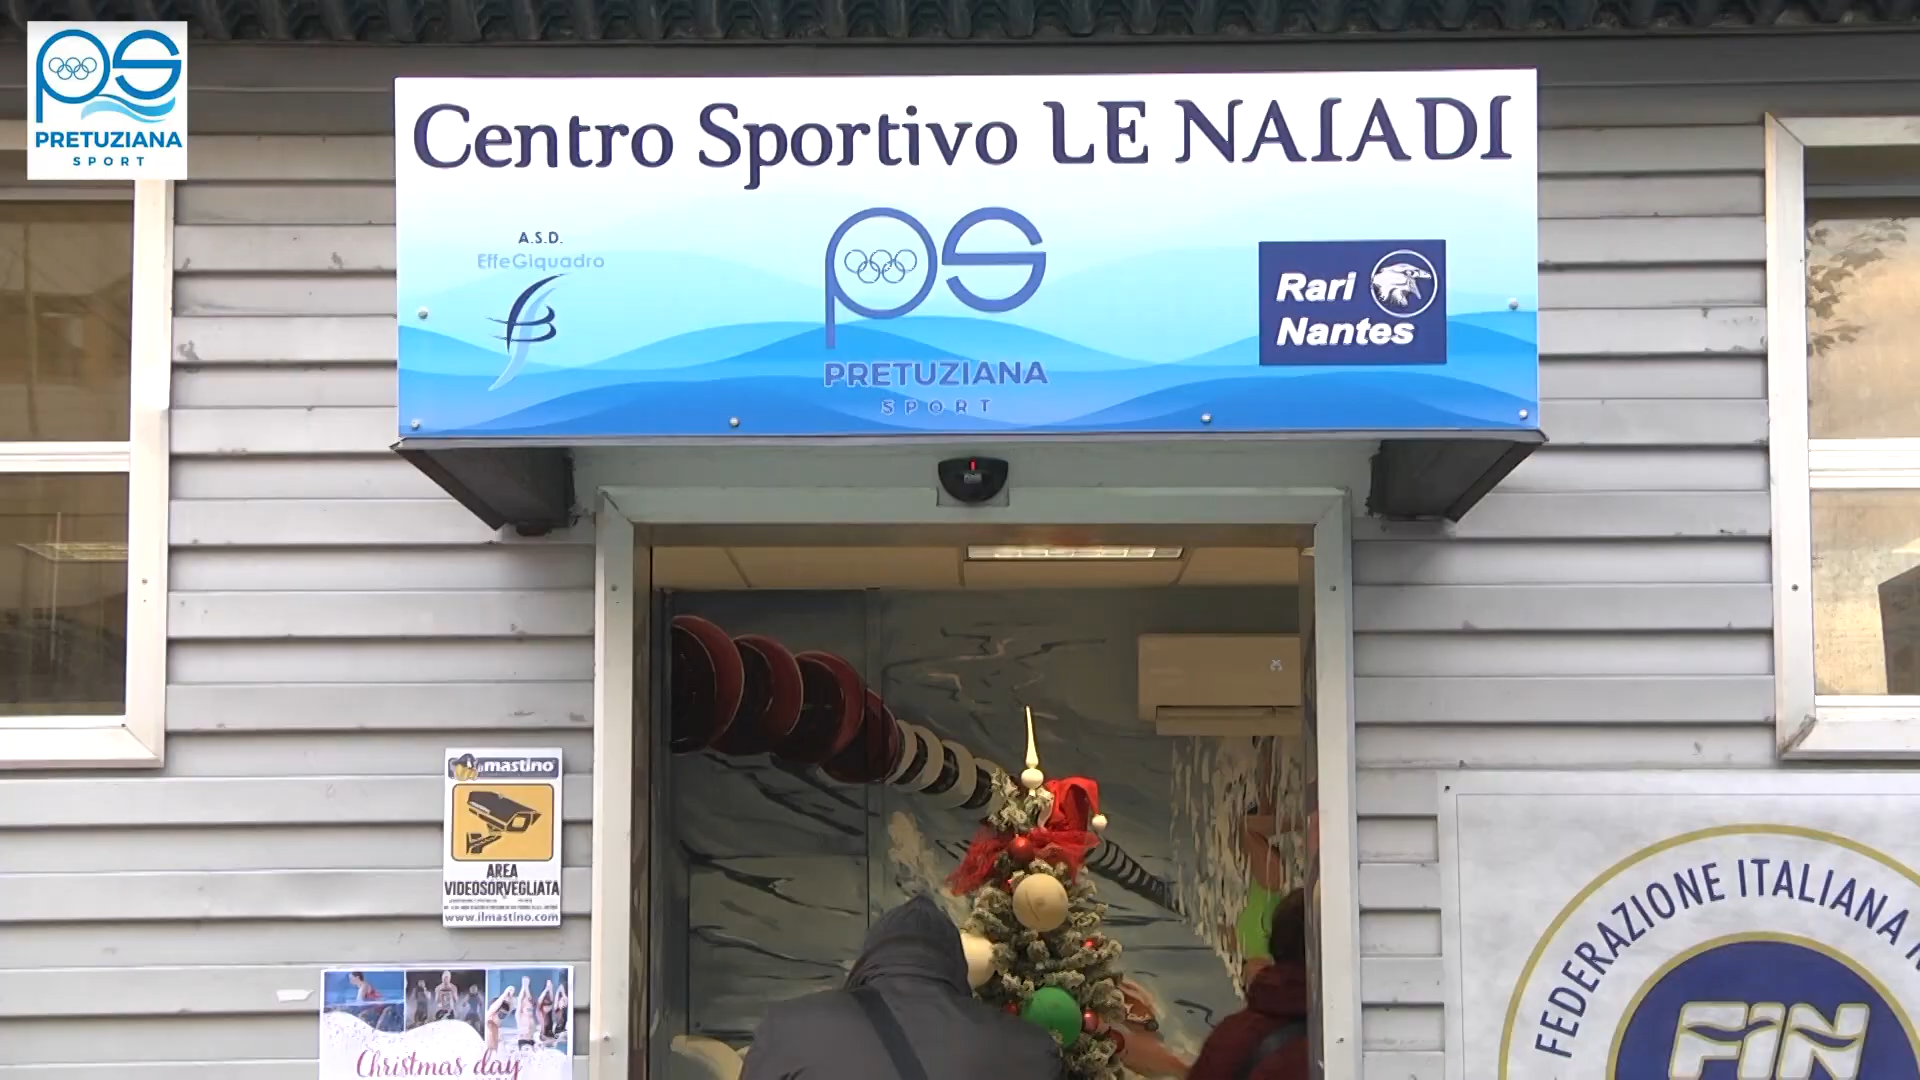 PS
PRETUZIANA
SPORT
Centro Sportivo LE NAIADI
A.S.D.
EffeGiquadro
PS
PRETUZIANA
SPORT
Rari
Nantes
ilmastino
AREA
VIDEOSORVEGLIATA
www.ilmastino.com
Christmas day
FEDERAZIONE ITALIANA
FIN